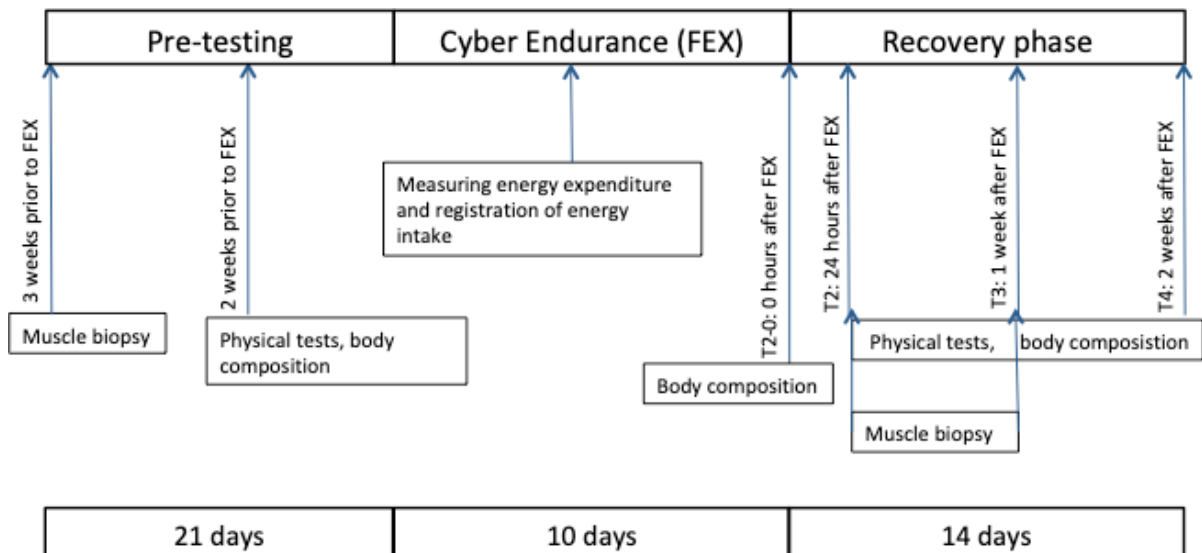 Pre-testing
Cyber Endurance (FEX)
Recovery phase
3 weeks prior to FEX
2 weeks prior to FEX
Measuring energy expenditure
and registration of energy
intake
T2-0: 0 hours after FEX
T2: 24 hours after FEX
T3: 1 week after FEX
T4: 2 weeks after FEX
Muscle biopsy
Physical tests, body
composition
Body composition
Physical tests, body composistion
Muscle biopsy
21 days
10 days
14 days